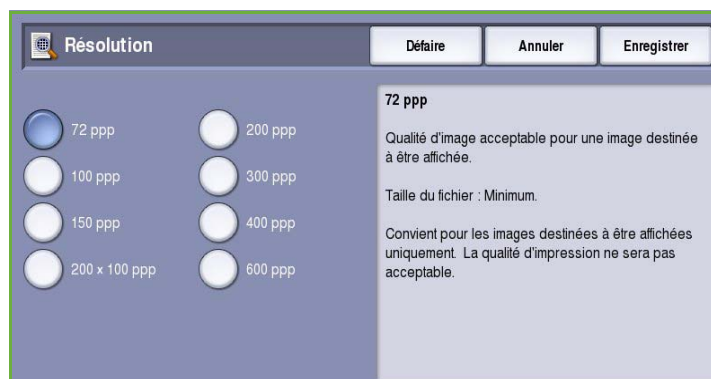 Résolution
Défaire
Annuler
Enregistrer
72 ppp
100 ppp
150 ppp
200 x 100 ppp
200 ppp
300 ppp
400 ppp
600 ppp
72 ppp
Qualité d'image acceptable pour une image destinée
à être affichée.
Taille du fichier : Minimum.
Convient pour les images destinées à être affichées
uniquement. La qualité d'impression ne sera pas
acceptable.